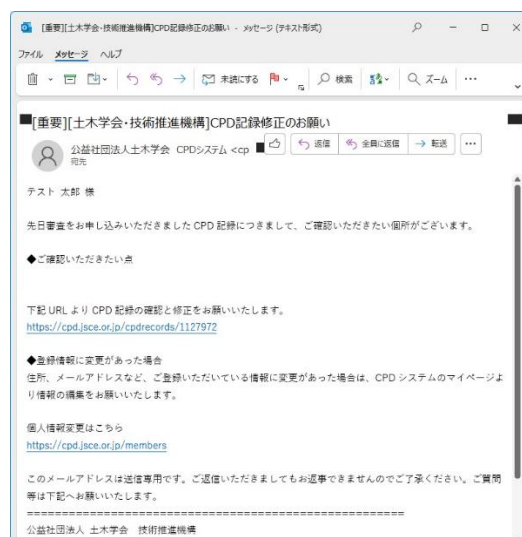 [重要][土木学会・技術推進機構]CPD記録修正のお願い - メッセージ (テキスト形式)
ファイル メッセージ ヘルプ
未読にする 検索 ズーム
[重要][土木学会・技術推進機構]CPD記録修正のお願い
公益社団法人土木学会 CPDシステム <cp
返信 全員に返信 転送
宛先
テスト 太郎 様
先日審査をお申し込みいただきました CPD 記録につきまして、ご確認いただきたい個所がございます。
◆ご確認いただきたい点
下記 URL より CPD 記録の確認と修正をお願いいたします。
https://cpd.jsce.or.jp/cpdrecords/1127972
◆登録情報に変更があった場合
住所、メールアドレスなど、ご登録いただいている情報に変更があった場合は、CPD システムのマイページよ
り情報の編集をお願いいたします。
個人情報変更はこちら
https://cpd.jsce.or.jp/members
このメールアドレスは送信専用です。ご返信いただきましてもお返事できませんのでご了承ください。ご質問
等は下記へお願いいたします。
=======================================================
公益社団法人 土木学会 技術推進機構